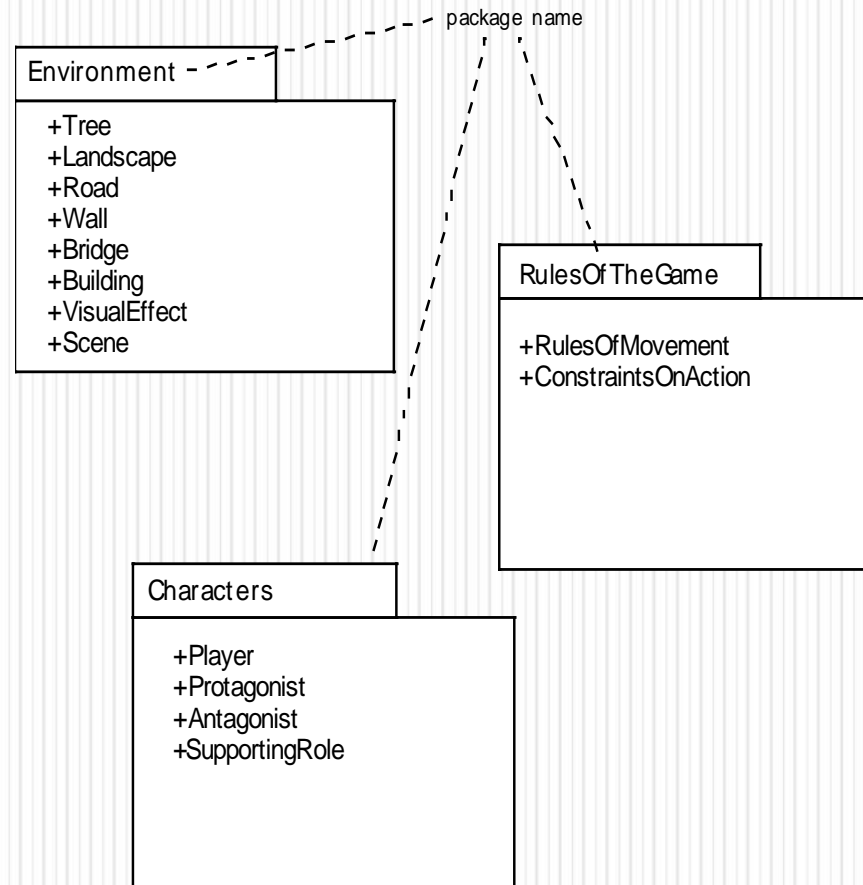 package name
Environment
+Tree
+Landscape
+Road
+Wall
+Bridge
+Building
+VisualEffect
+Scene
RulesOfTheGame
+RulesOfMovement
+ConstraintsOnAction
Characters
+Player
+Protagonist
+Antagonist
+SupportingRole